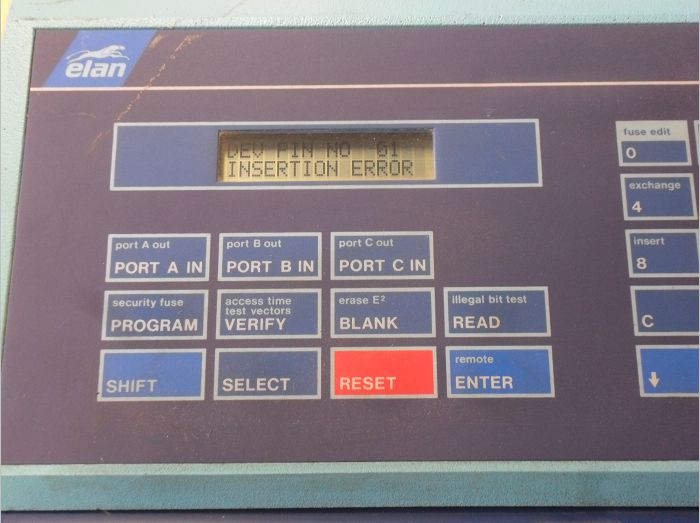 elan
DEV PIN NO 01
INSERTION ERROR
fuse edit
0
exchange
4
insert
8
C
port A out
PORT A IN
port B out
PORT B IN
port C out
PORT C IN
security fuse
PROGRAM
access time
test vectors
VERIFY
erase E²
BLANK
illegal bit test
READ
SHIFT
SELECT
RESET
remote
ENTER
↓